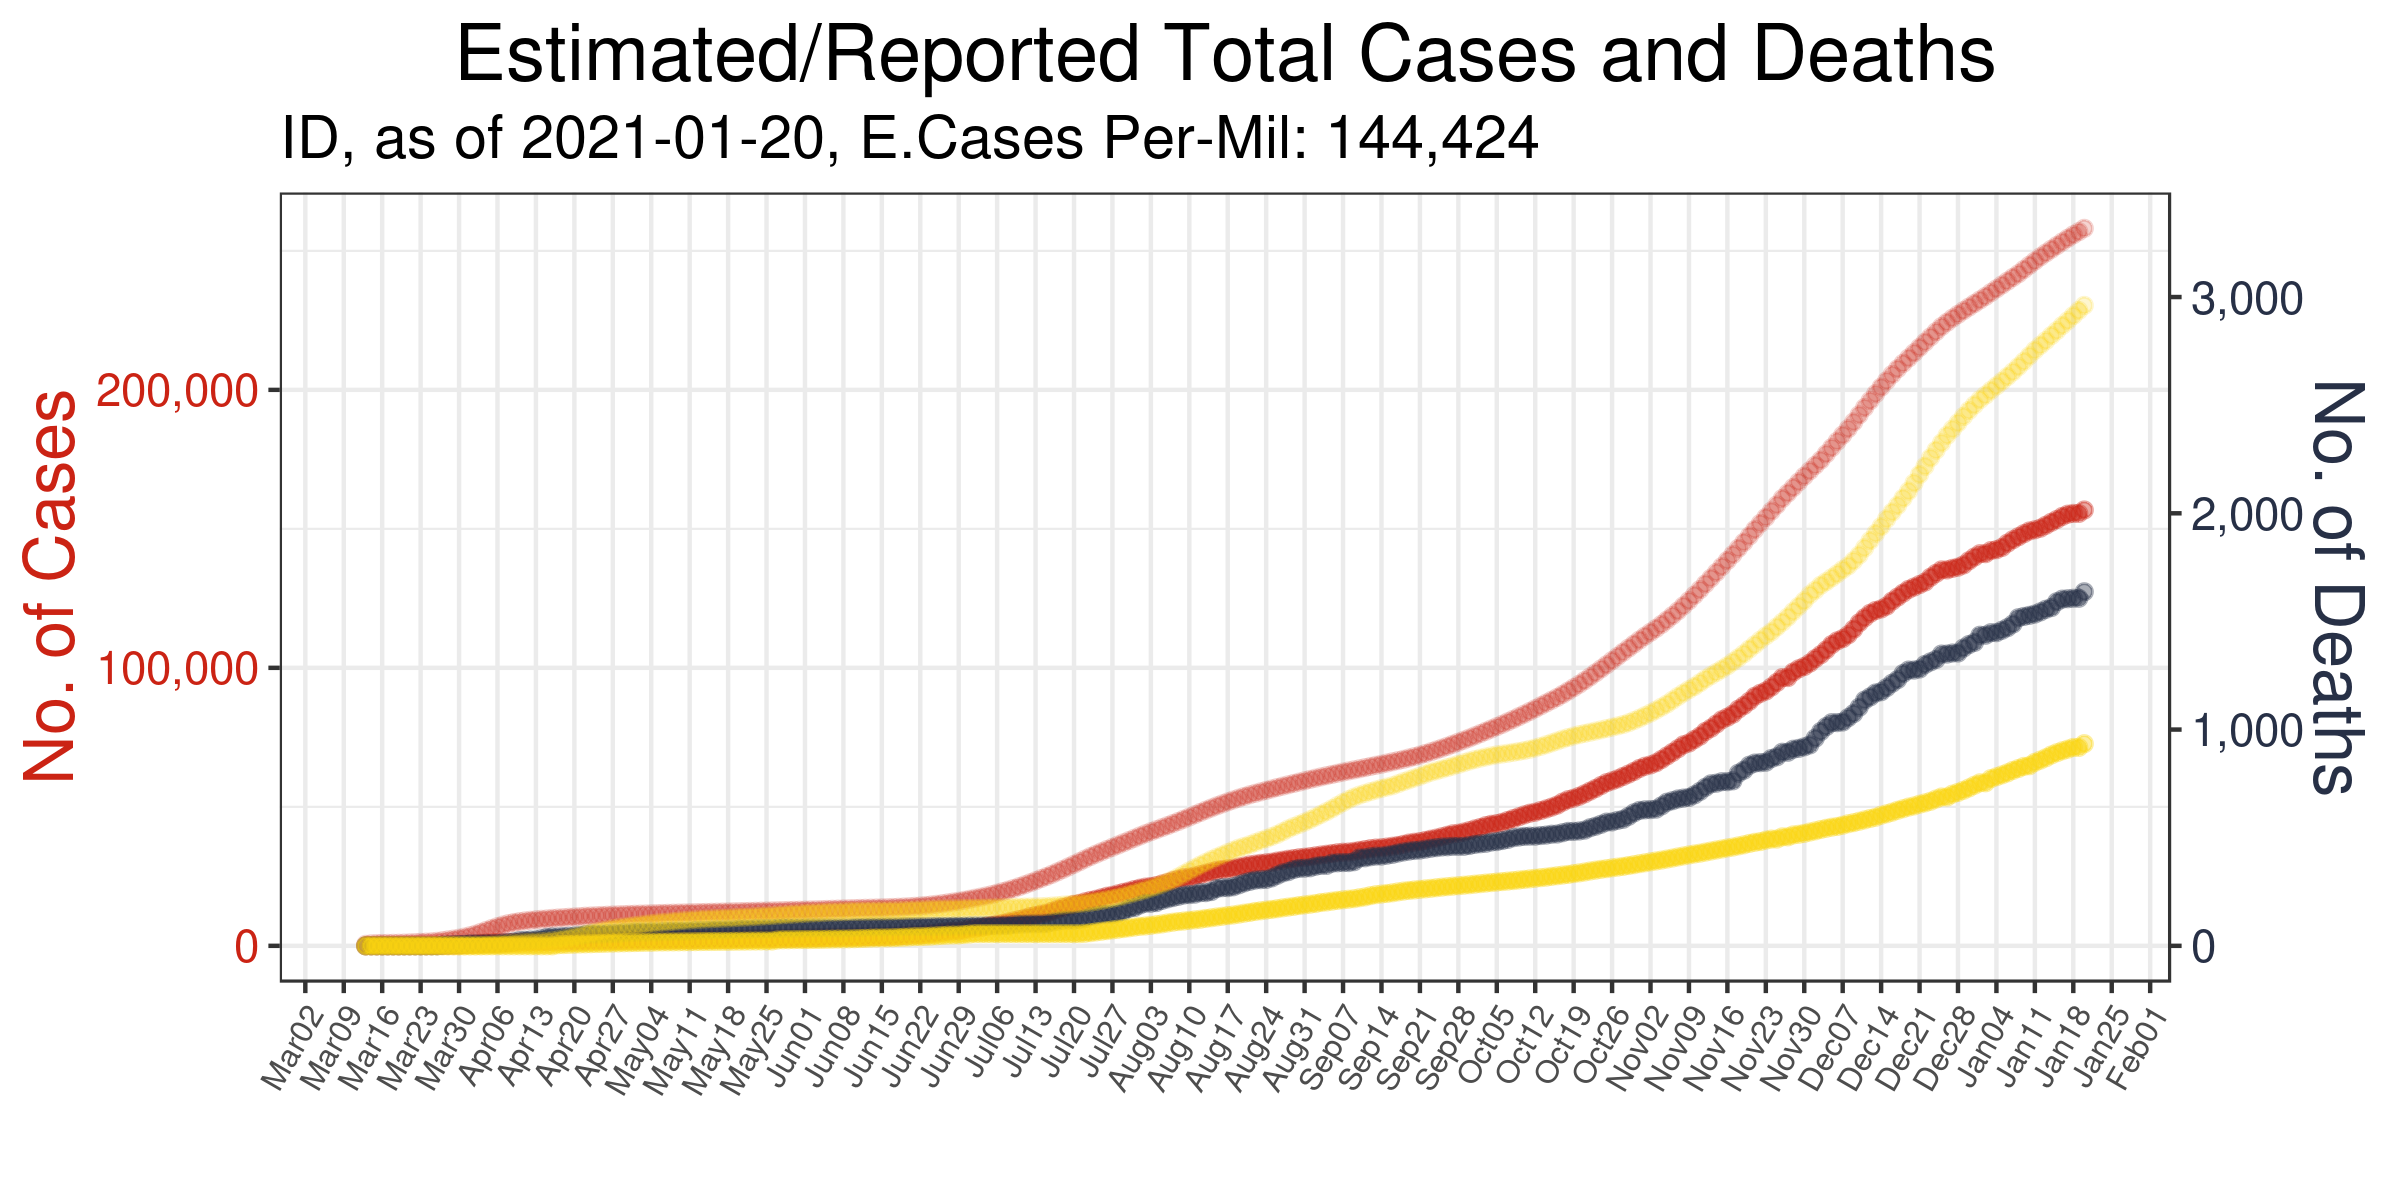 Estimated/Reported Total Cases and Deaths
ID, as of 2021-01-20, E.Cases Per-Mil: 144,424
No. of Cases
200,000
100,000
0
3,000
2,000
1,000
0
No. of Deaths
Mar02
Mar09
Mar16
Mar23
Mar30
Apr06
Apr13
Apr20
Apr27
May04
May11
May18
May25
Jun01
Jun08
Jun15
Jun22
Jun29
Jul06
Jul13
Jul20
Jul27
Aug03
Aug10
Aug17
Aug24
Aug31
Sep07
Sep14
Sep21
Sep28
Oct05
Oct12
Oct19
Oct26
Nov02
Nov09
Nov16
Nov23
Nov30
Dec07
Dec14
Dec21
Dec28
Jan04
Jan11
Jan18
Jan25
Feb01